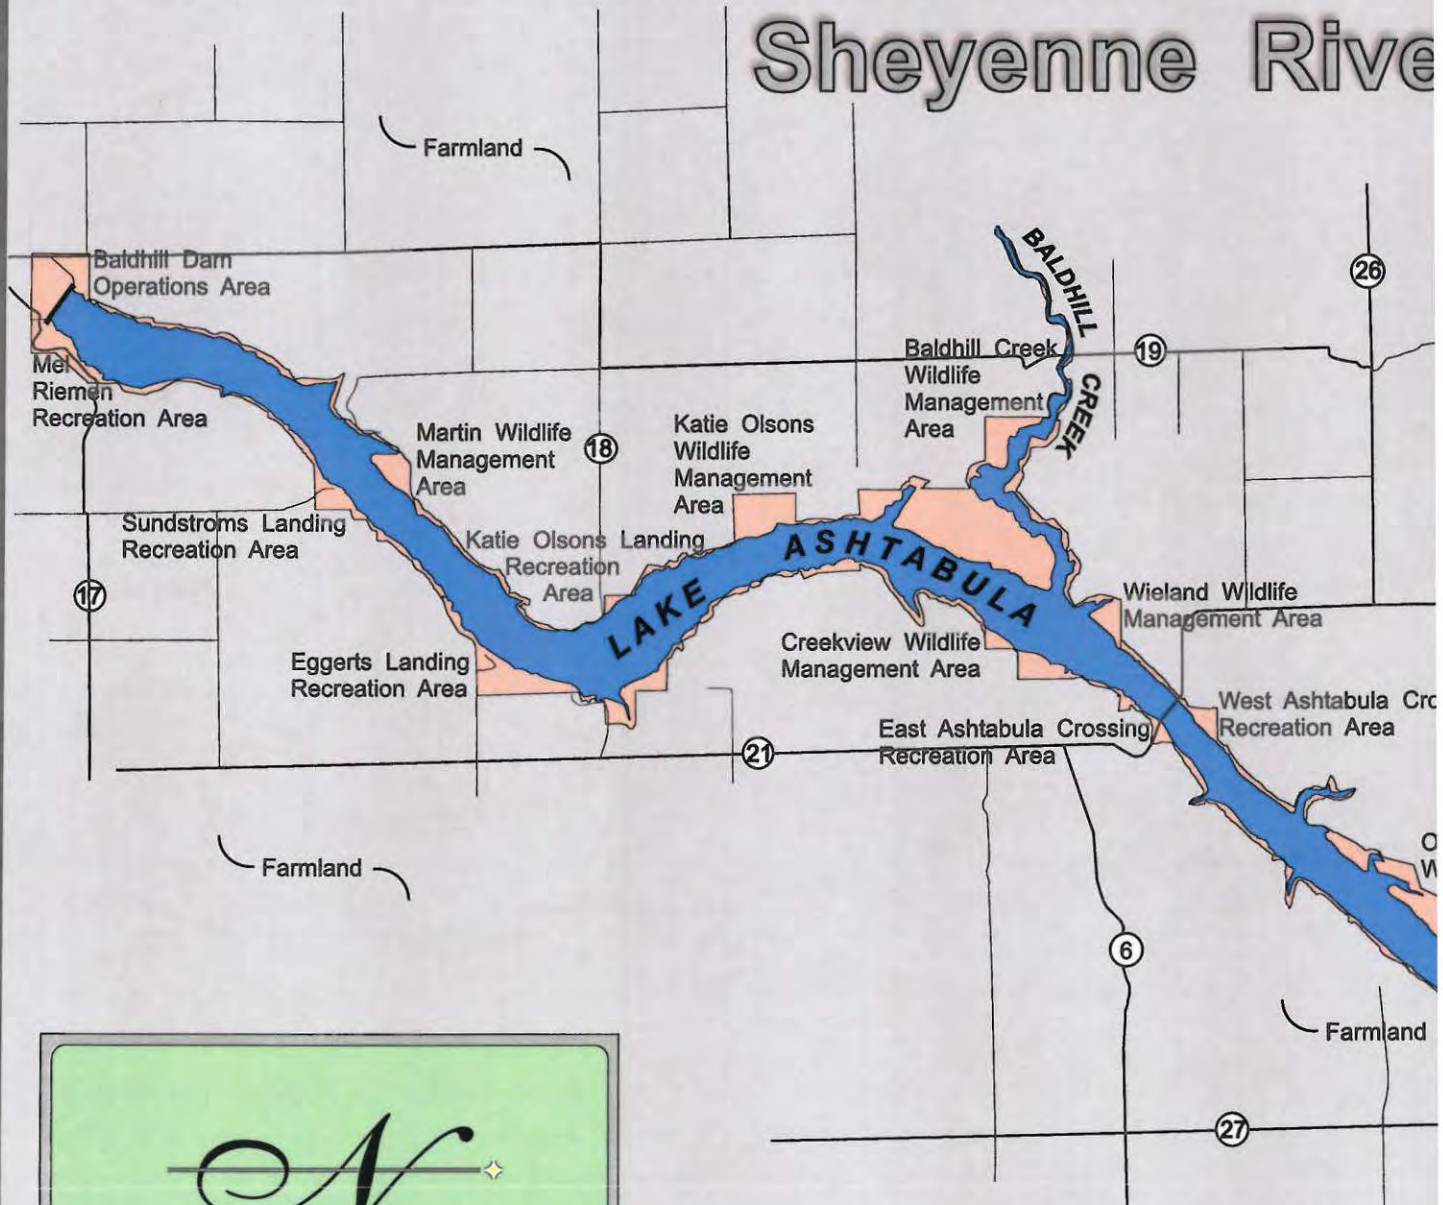 Sheyenne Rive
Farmland
Baldhill Dam
Operations Area
BALDHILL
CREEK
26
19
Mel
Riemen
Recreation Area
Baldhill Creek
Wildlife
Management
Area
Martin Wildlife
Management
Area
18
Katie Olsons
Wildlife
Management
Area
Sundstroms Landing
Recreation Area
Katie Olsons Landing
Recreation
Area
LAKE ASHTABULA
17
Wieland Wildlife
Management Area
Creekview Wildlife
Management Area
Eggerts Landing
Recreation Area
West Ashtabula Cro
Recreation Area
East Ashtabula Crossing
Recreation Area
21
Farmland
O
W
6
Farmland
27
N